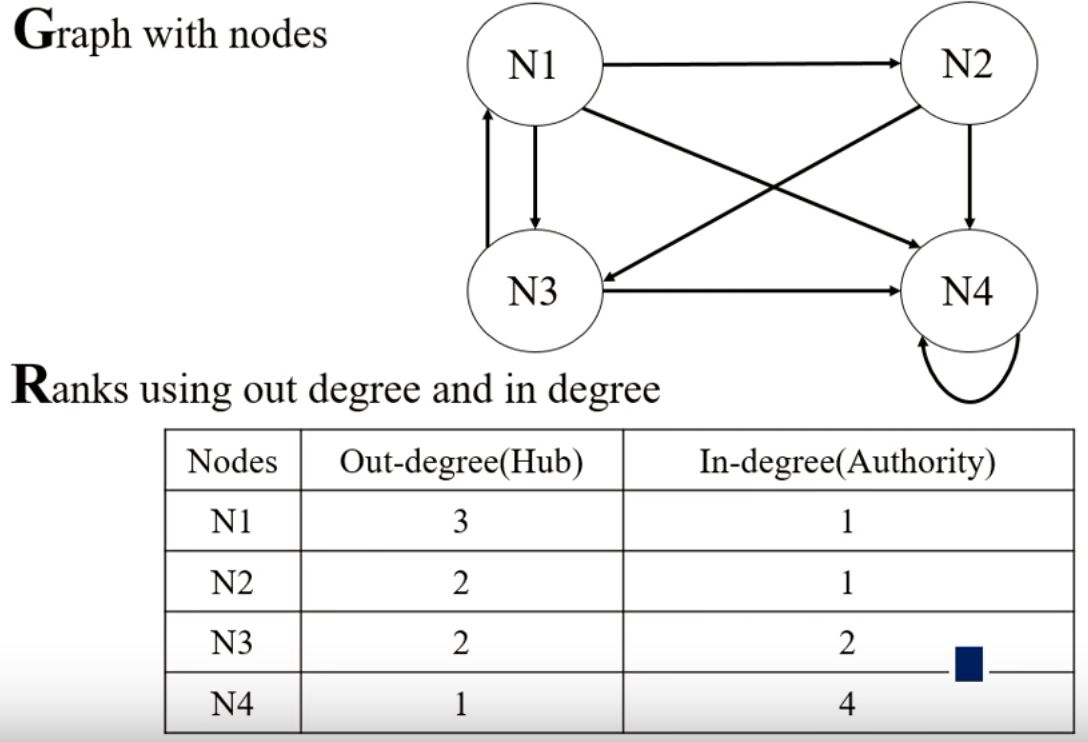 Graph with nodes
N1
N2
N3
N4
Ranks using out degree and in degree
Nodes Out-degree(Hub) In-degree(Authority)
N1 3 1
N2 2 1
N3 2 2
N4 1 4